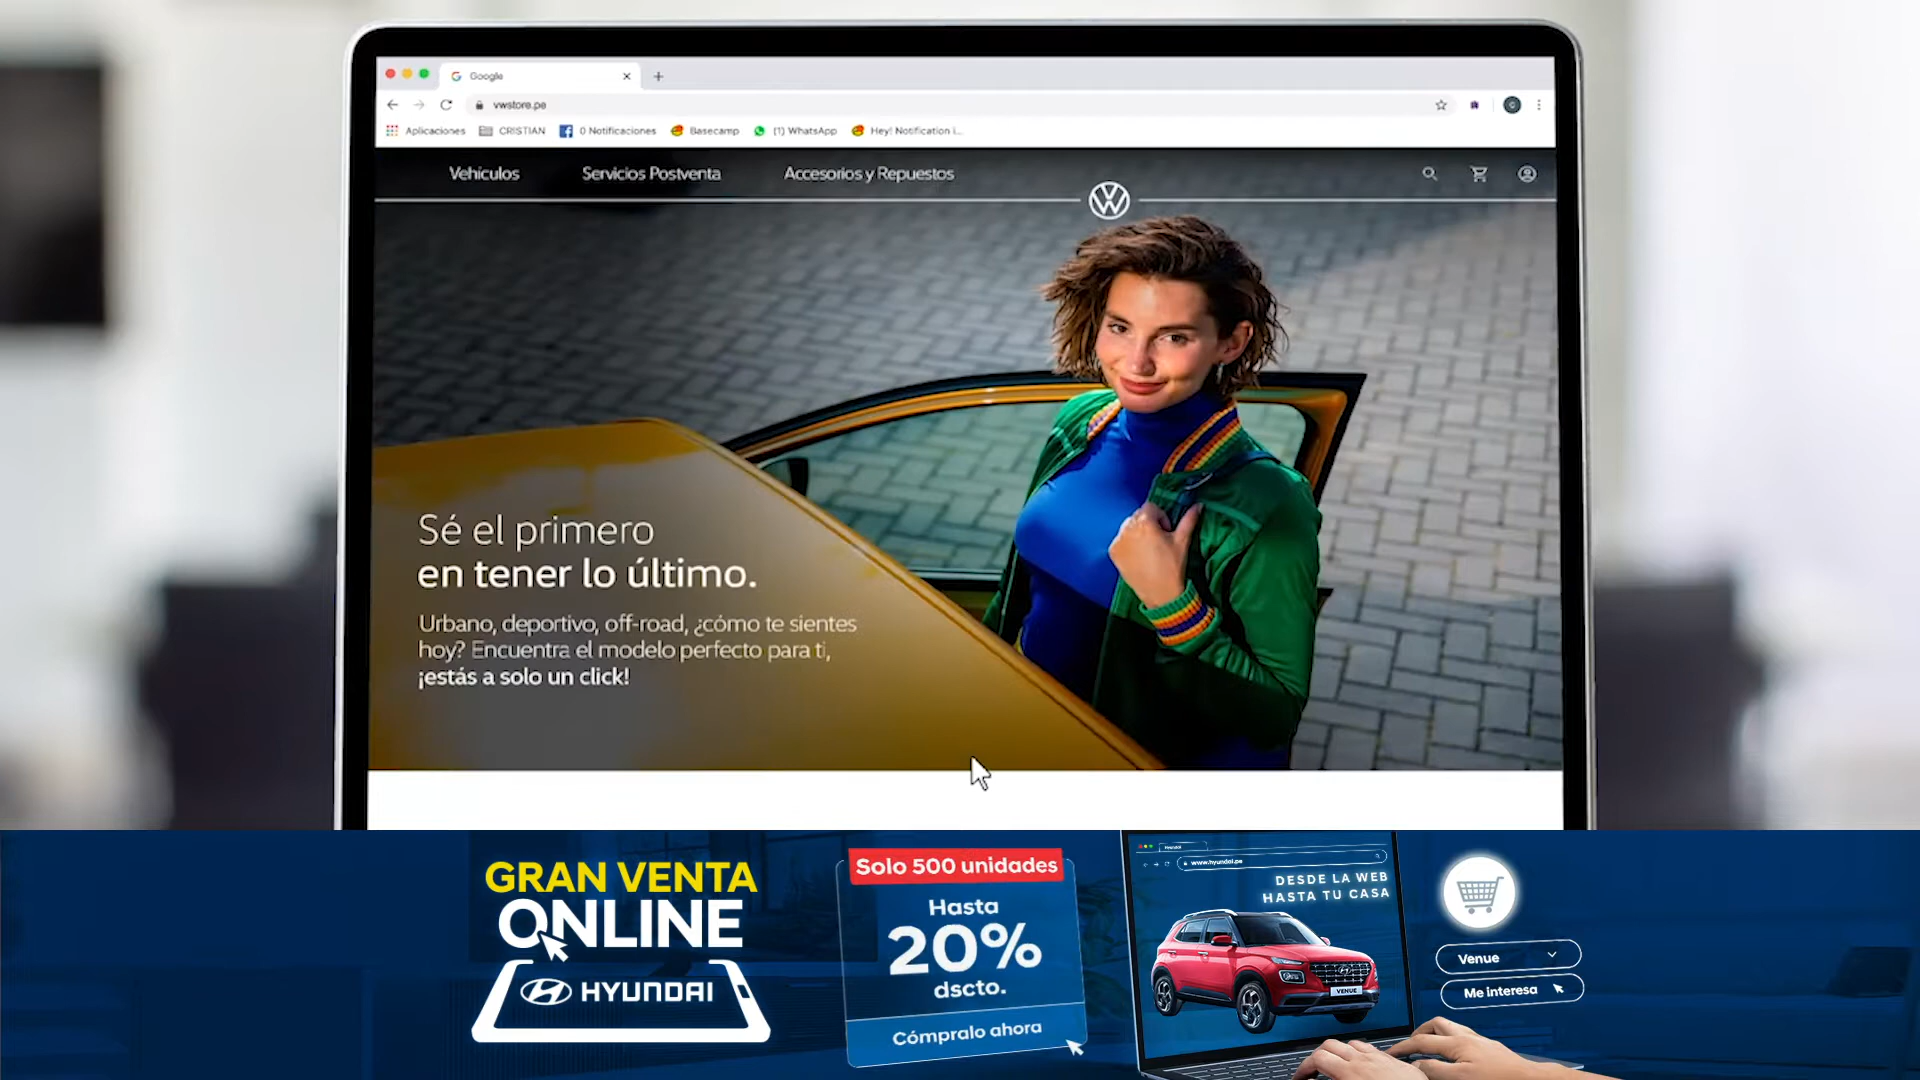 Google
vwstore.pe
Aplicaciones
CRISTIAN
0 Notificaciones
Basecamp
(1) WhatsApp
Hey! Notification i...
Vehículos
Servicios Postventa
Accesorios y Repuestos
Sé el primero
en tener lo último.
Urbano, deportivo, off-road, ¿cómo te sientes
hoy? Encuentra el modelo perfecto para ti,
¡estás a solo un click!
GRAN VENTA
ONLINE
HYUNDAI
Solo 500 unidades
Hasta
20%
dscto.
Cómpralo ahora
www.hyundai.pe
DESDE LA WEB
HASTA TU CASA
VENUE
Venue
Me interesa